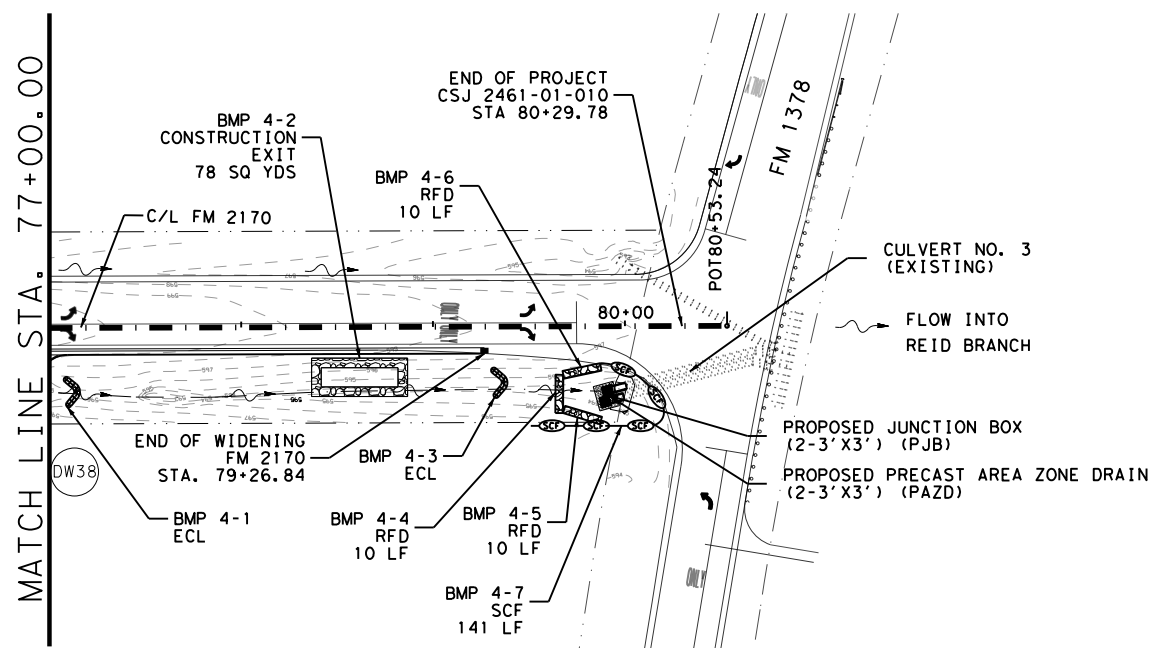 MATCH LINE STA. 77+00.00
END OF PROJECT
CSJ 2461-01-010
STA 80+29.78
BMP 4-2
CONSTRUCTION
EXIT
78 SQ YDS
BMP 4-6
RFD
10 LF
C/L FM 2170
FM 1378
POT80+53.24
ONLY
CULVERT NO. 3
(EXISTING)
80+00
FLOW INTO
REID BRANCH
597
595
SCF
SCF
SCF
SCF
SCF
PROPOSED JUNCTION BOX
(2-3'X3') (PJB)
PROPOSED PRECAST AREA ZONE DRAIN
(2-3'X3') (PAZD)
END OF WIDENING
FM 2170
STA. 79+26.84
DW38
BMP 4-3
ECL
BMP 4-1
ECL
BMP 4-4
RFD
10 LF
BMP 4-5
RFD
10 LF
BMP 4-7
SCF
141 LF
ONLY